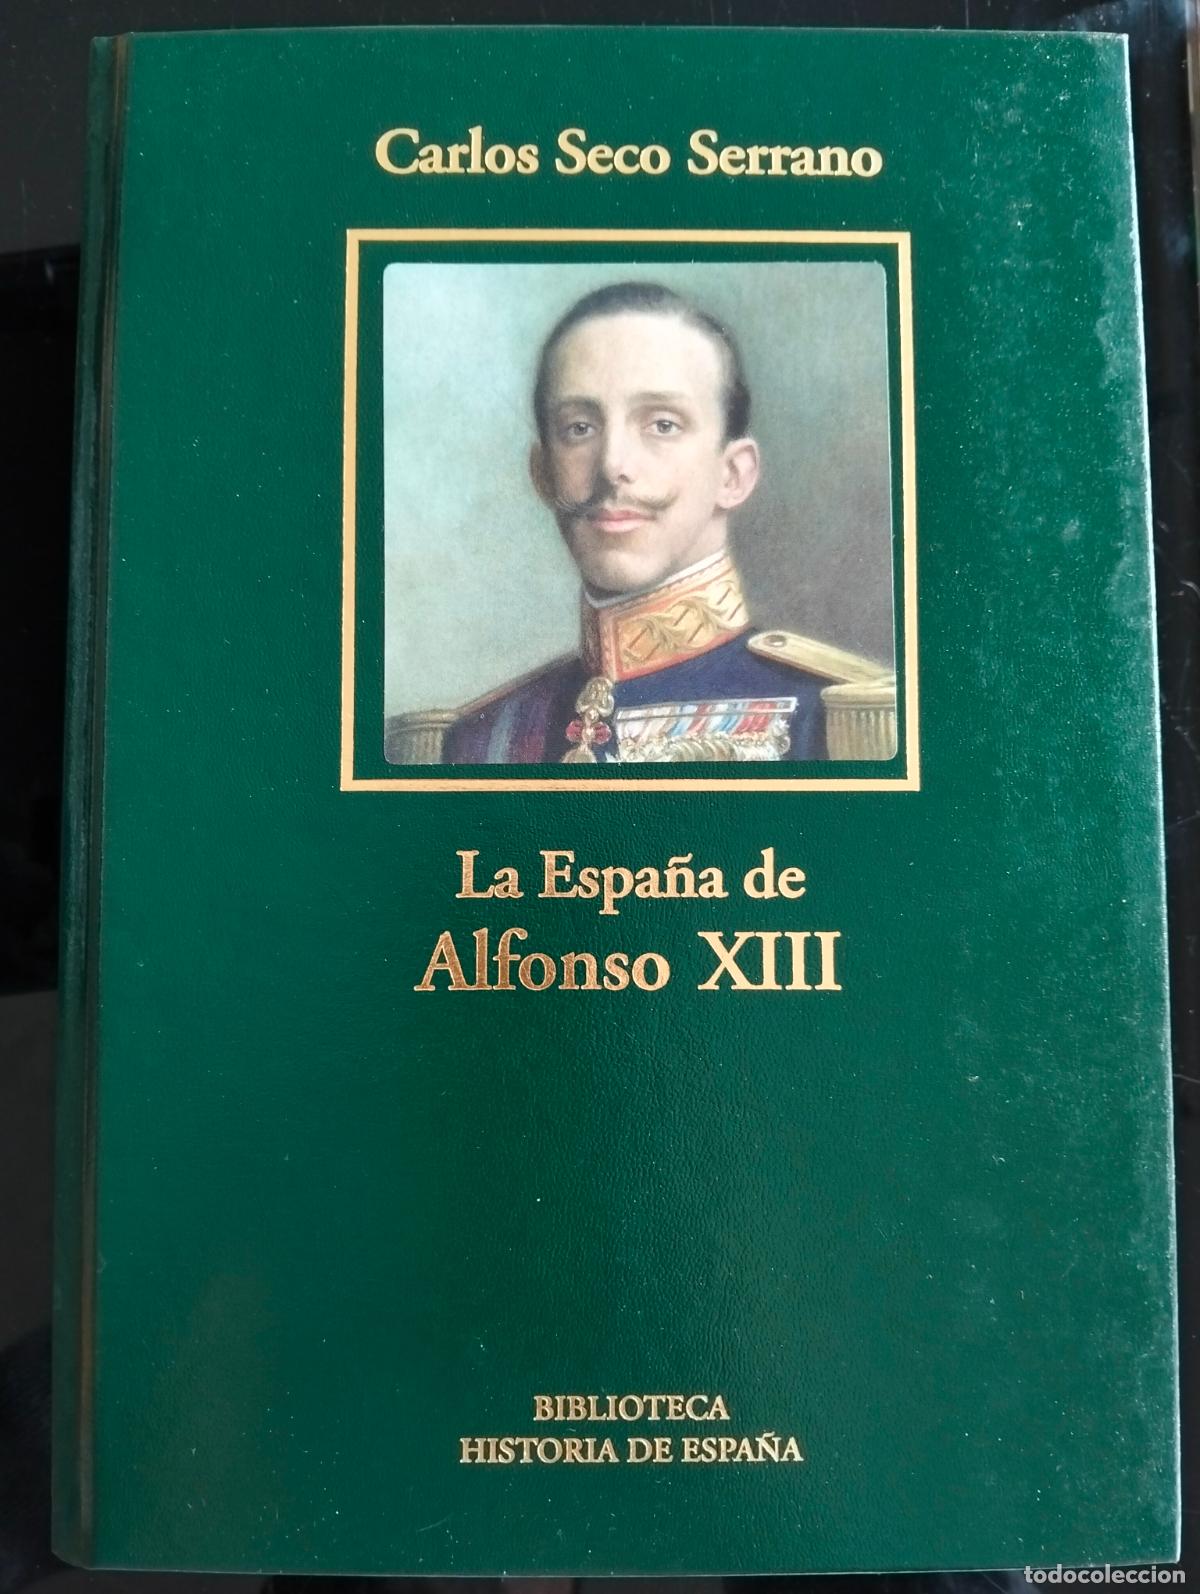 Carlos Seco Serrano
La España de
Alfonso XIII
BIBLIOTECA
HISTORIA DE ESPAÑA
todocoleccion